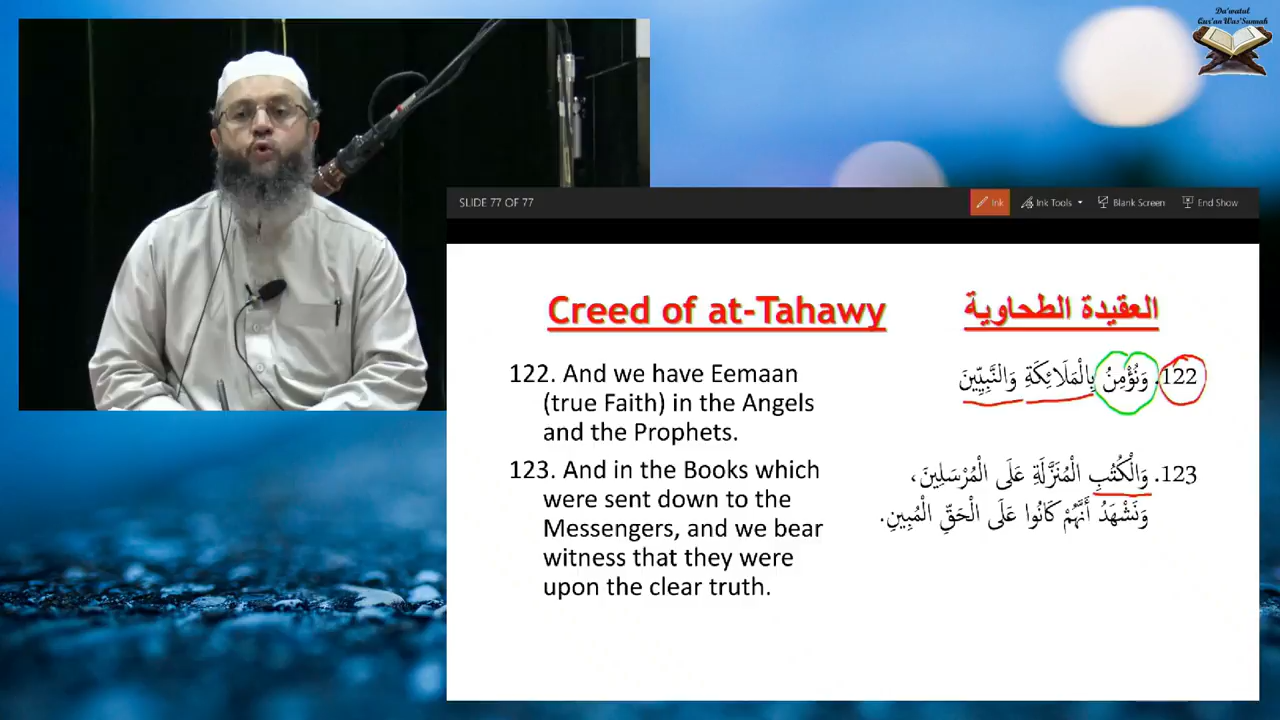 Da'watul
Qur'an Was'Sunnah
SLIDE 77 OF 77
Ink
Ink Tools
Blank Screen
End Show
Creed of at-Tahawy
العقيدة الطحاوية
122. And we have Eemaan
(true Faith) in the Angels
and the Prophets.
123. And in the Books which
were sent down to the
Messengers, and we bear
witness that they were
upon the clear truth.
122. وَنُؤْمِنُ بِالْمَلَائِكَةِ وَالنَّبِيِّينَ
123. وَالْكُتُبِ الْمُنَزَّلَةِ عَلَى الْمُرْسَلِينَ،
وَنَشْهَدُ أَنَّهُمْ كَانُوا عَلَى الْحَقِّ الْمُبِينِ.